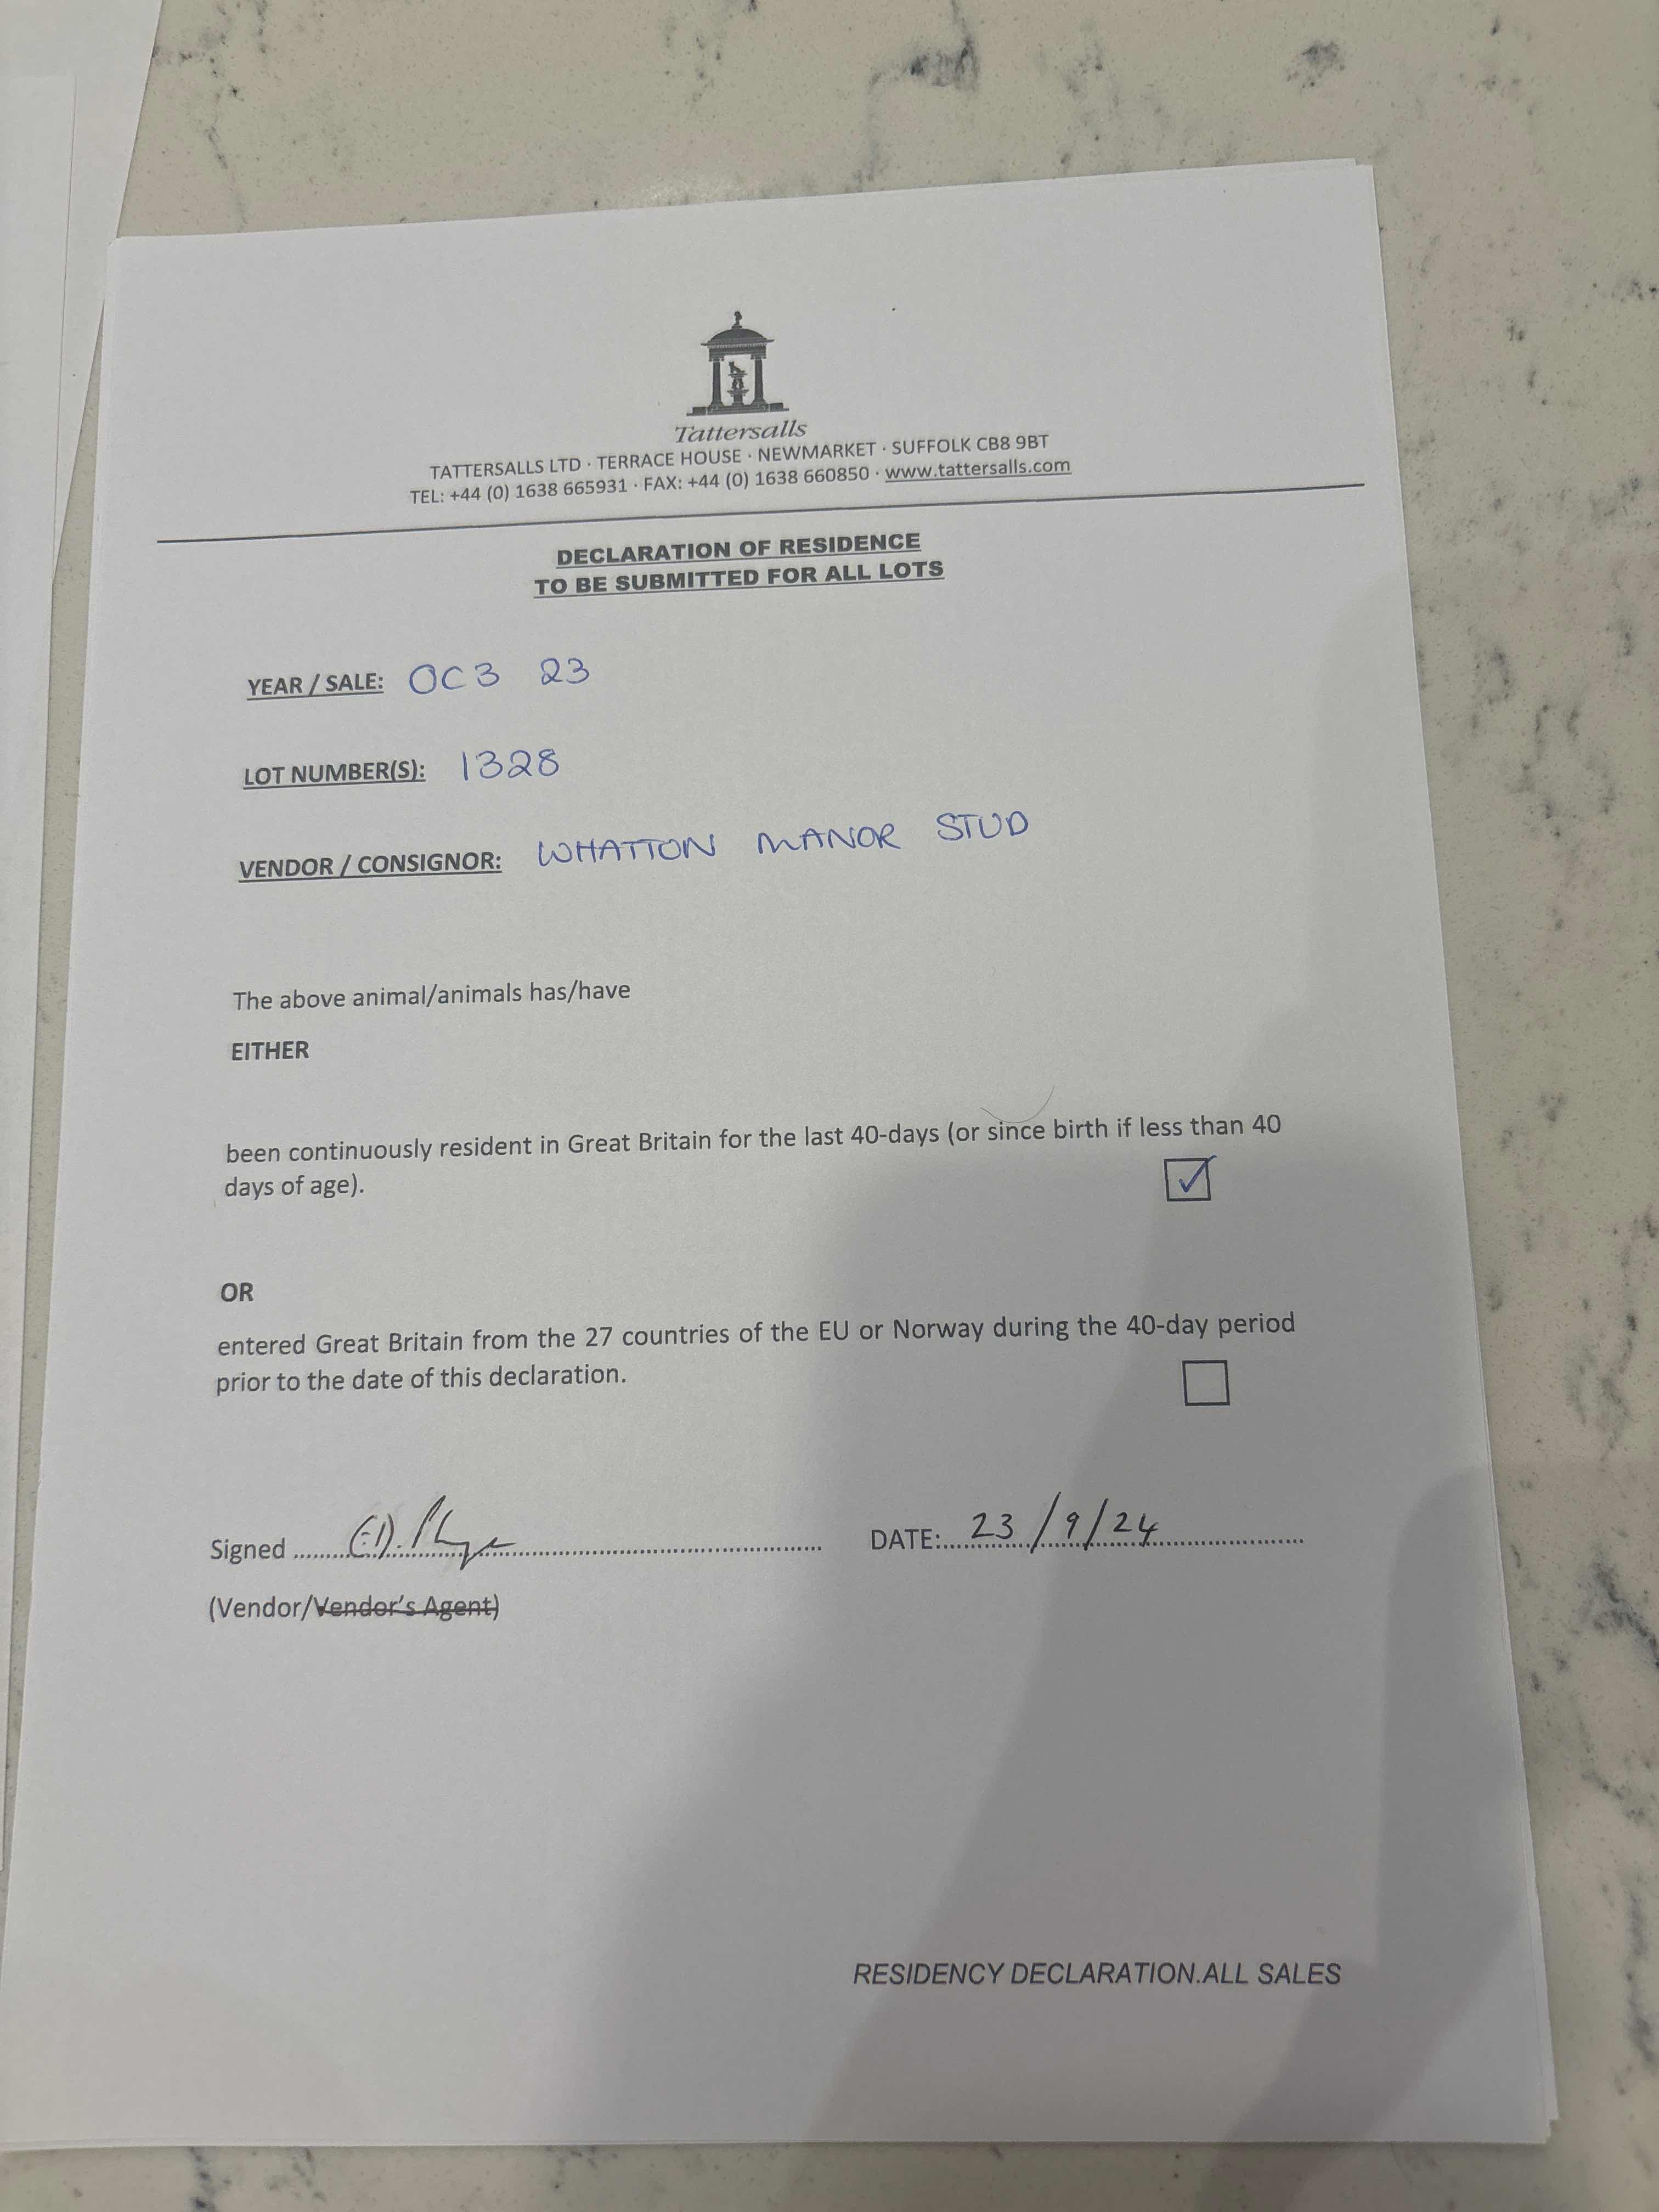 Tattersalls
TATTERSALLS LTD · TERRACE HOUSE · NEWMARKET · SUFFOLK CB8 9BT
TEL: +44 (0) 1638 665931 · FAX: +44 (0) 1638 660850 · www.tattersalls.com
DECLARATION OF RESIDENCE
TO BE SUBMITTED FOR ALL LOTS
YEAR / SALE: OC3 23
LOT NUMBER(S): 1328
VENDOR / CONSIGNOR: WHATTON MANOR STUD
The above animal/animals has/have
EITHER
been continuously resident in Great Britain for the last 40-days (or since birth if less than 40
days of age).
OR
entered Great Britain from the 27 countries of the EU or Norway during the 40-day period
prior to the date of this declaration.
Signed DATE: 23/9/24
(Vendor/Vendor's Agent)
RESIDENCY DECLARATION.ALL SALES